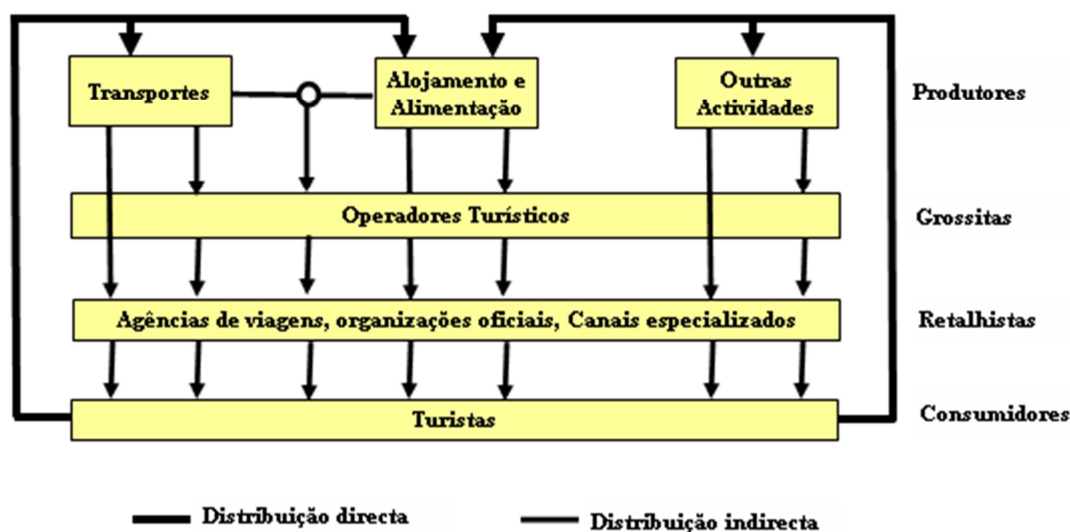 Transportes
Alojamento e
Alimentação
Outras
Actividades
Produtores
Operadores Turísticos
Grossitas
Agências de viagens, organizações oficiais, Canais especializados
Retalhistas
Turistas
Consumidores
Distribuição directa
Distribuição indirecta